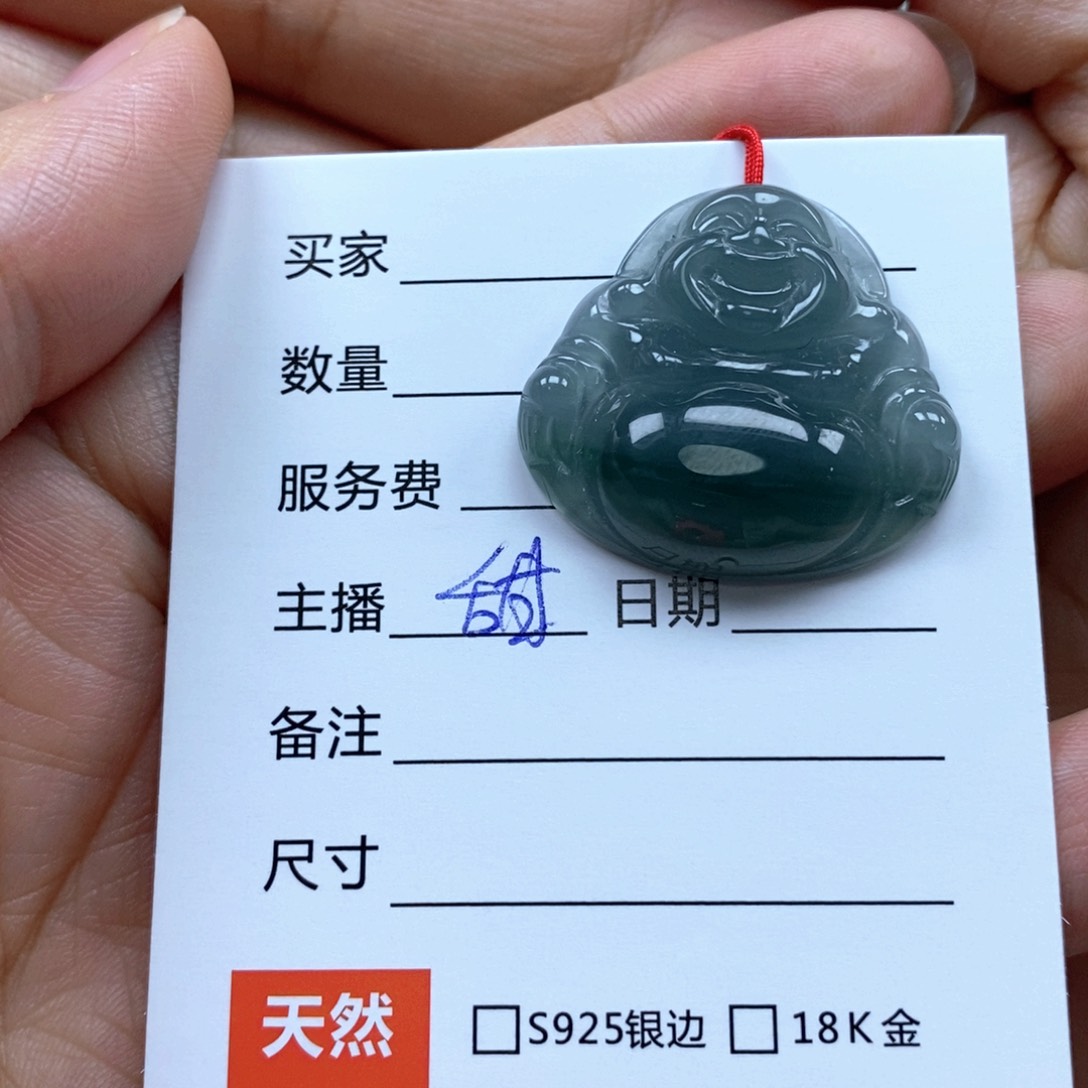 买家
数量
服务费
主播 甜 日期
备注
尺寸
天然 □S925银边 □18K金